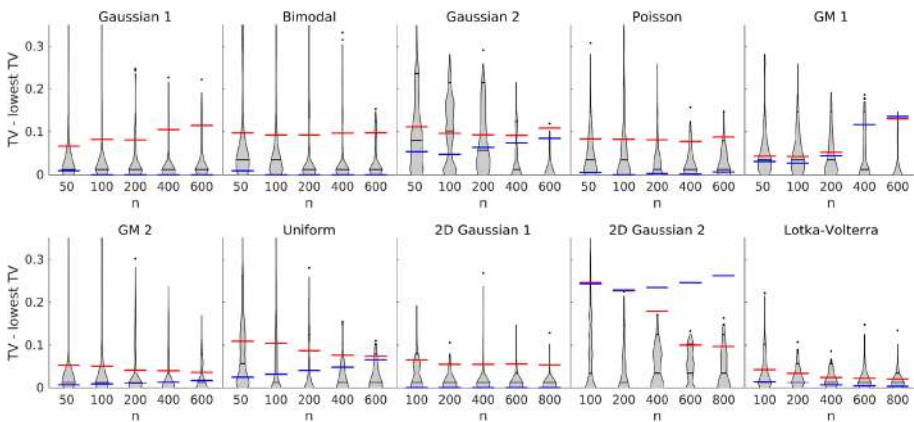 Gaussian 1 Bimodal Gaussian 2 Poisson GM 1
TV - lowest TV
0.3
0.2
0.1
0
50 100 200 400 600 50 100 200 400 600 50 100 200 400 800 50 100 200 400 600 50 100 200 400 600
n n n n n
GM 2 Uniform 2D Gaussian 1 2D Gaussian 2 Lotka-Volterra
TV - lowest TV
0.3
0.2
0.1
0
50 100 200 400 600 50 100 200 400 600 100 200 400 600 800 100 200 400 600 800 100 200 400 600 800
n n n n n